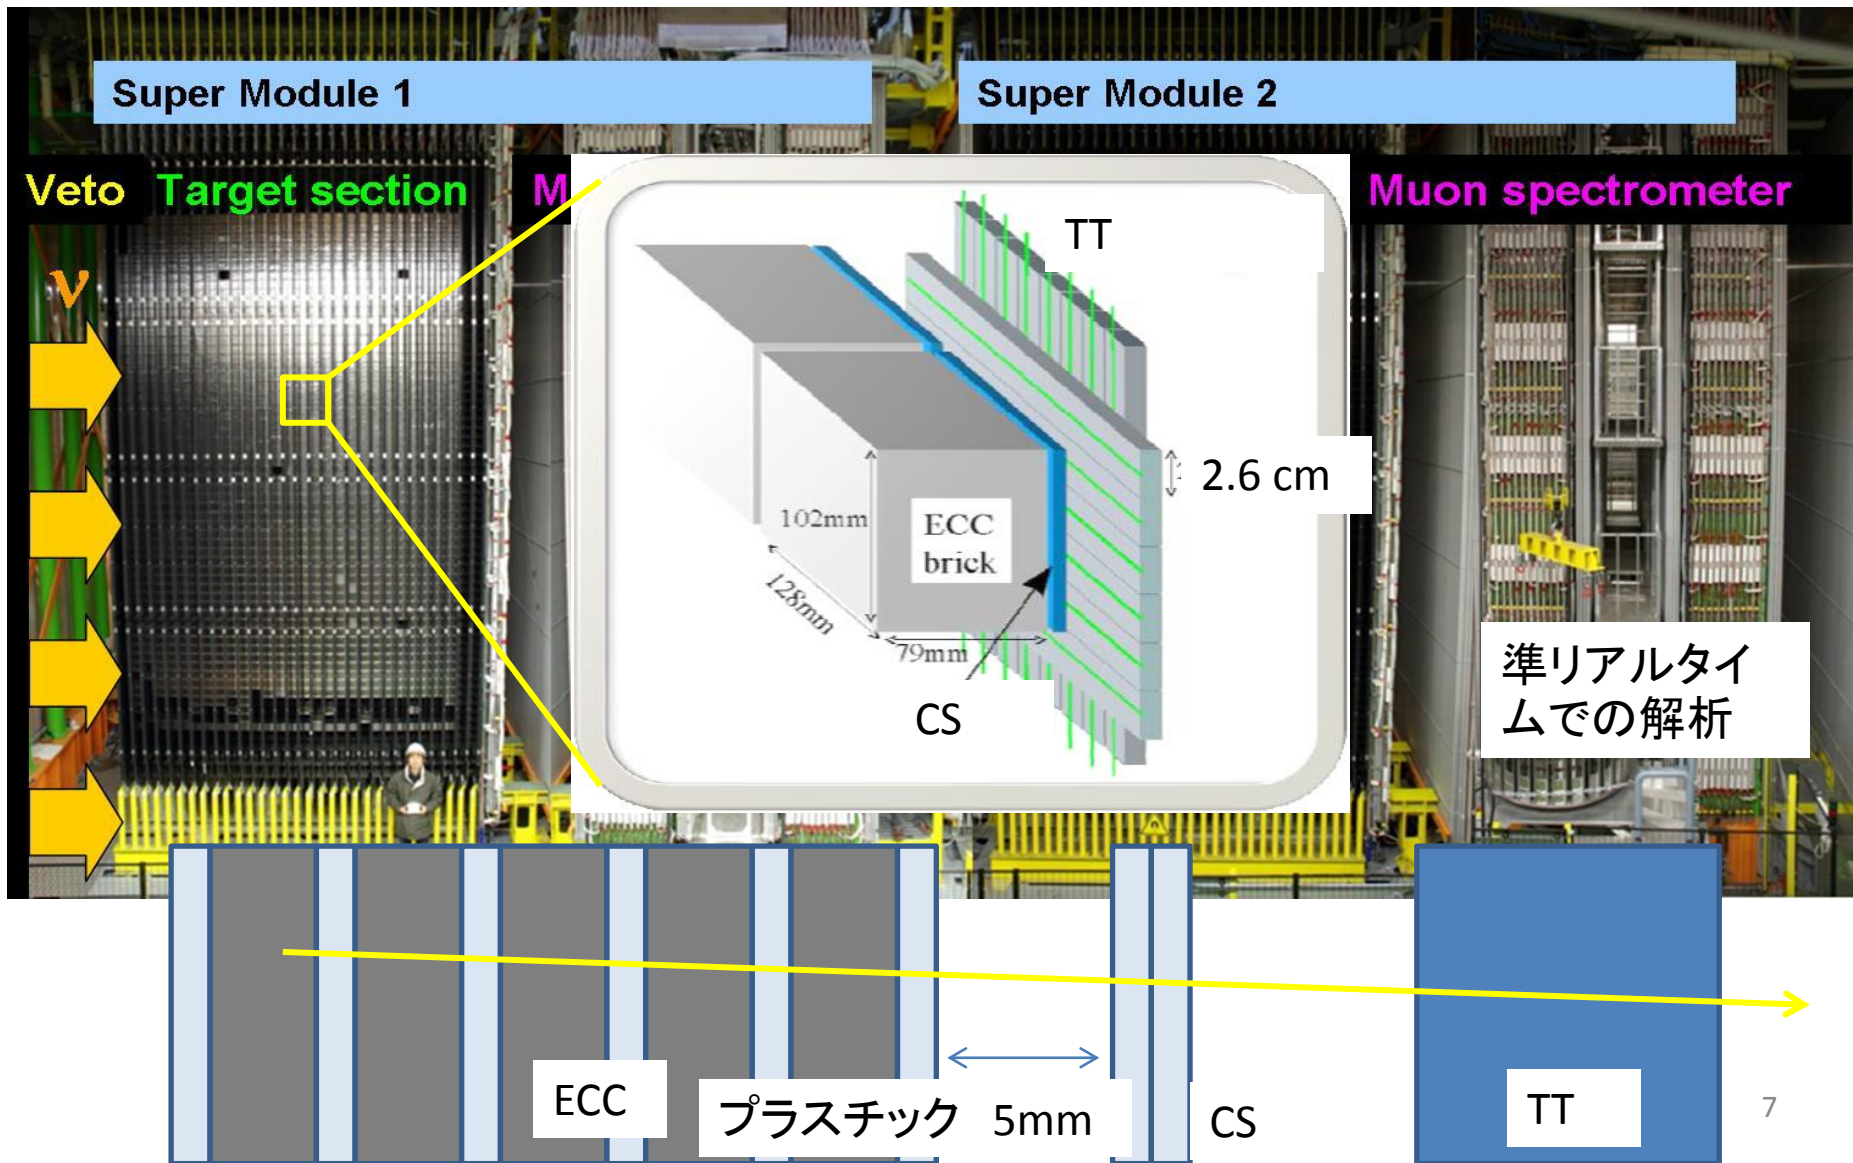 Super Module 1
Super Module 2
Veto Target section M
Muon spectrometer
ν
TT
2.6 cm
102mm
ECC
brick
128mm
79mm
CS
準リアルタイ
ムでの解析
ECC
プラスチック 5mm
CS
TT
7